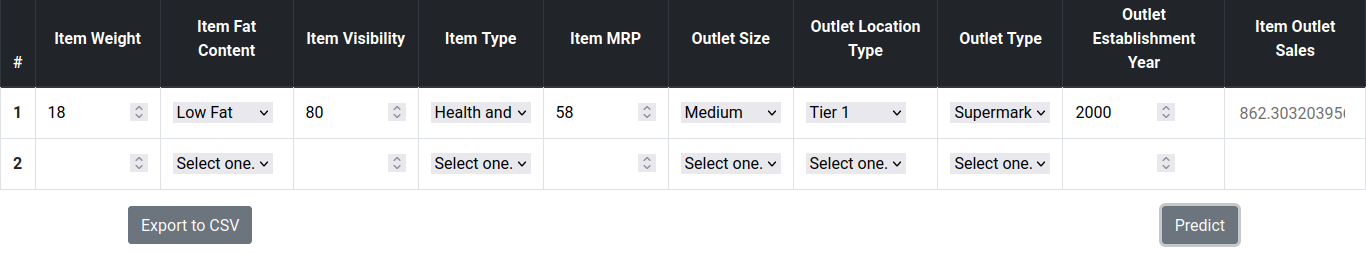 # Item Weight Item Fat Content Item Visibility Item Type Item MRP Outlet Size Outlet Location Type Outlet Type Outlet Establishment Year Item Outlet Sales
1 18 Low Fat 80 Health and 58 Medium Tier 1 Supermark 2000 862.303203956
2 Select one. Select one. Select one. Select one. Select one.
Export to CSV Predict